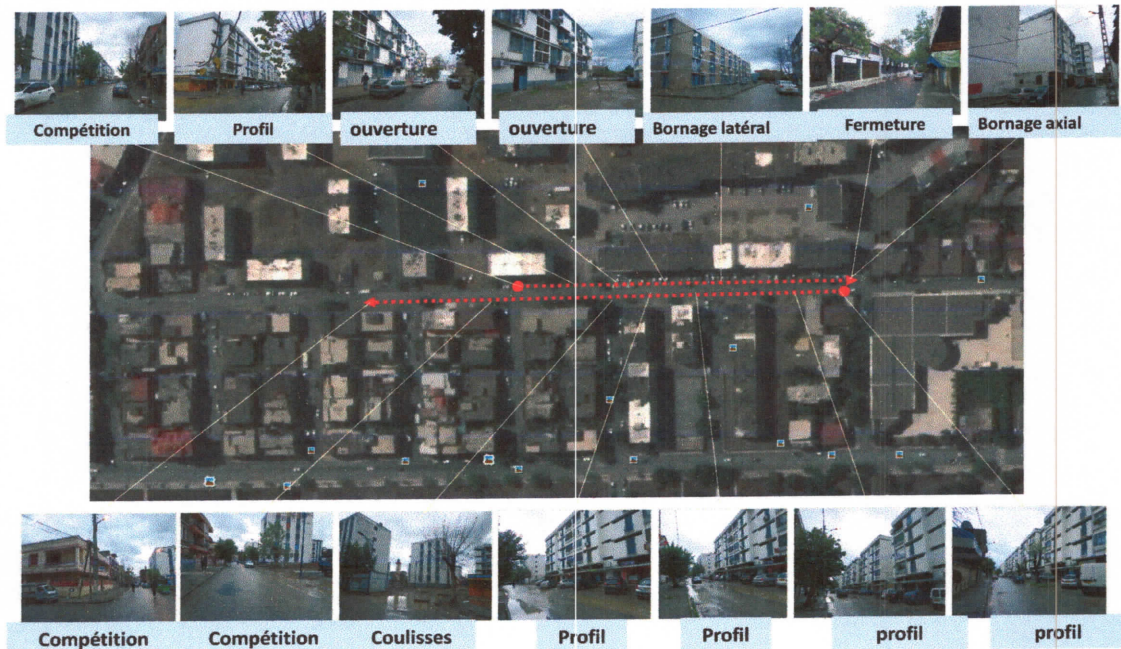 Compétition
Profil
ouverture
ouverture
Bornage latéral
Fermeture
Bornage axial
Compétition
Compétition
Coulisses
Profil
Profil
profil
profil